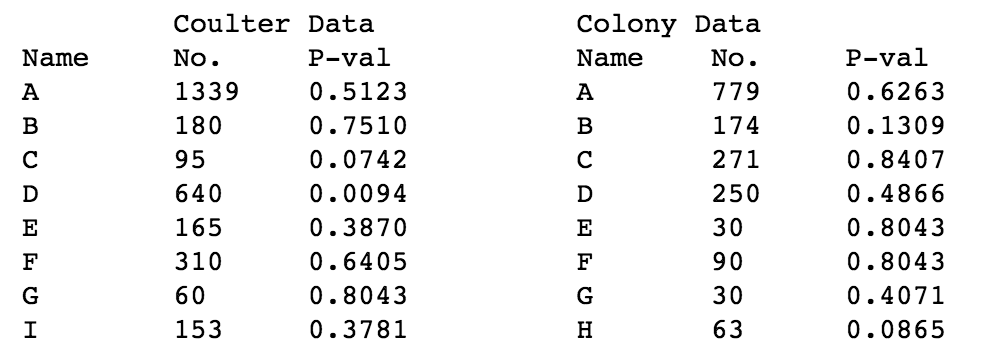 Coulter Data Colony Data
Name No. P-val Name No. P-val
A 1339 0.5123 A 779 0.6263
B 180 0.7510 B 174 0.1309
C 95 0.0742 C 271 0.8407
D 640 0.0094 D 250 0.4866
E 165 0.3870 E 30 0.8043
F 310 0.6405 F 90 0.8043
G 60 0.8043 G 30 0.4071
I 153 0.3781 H 63 0.0865